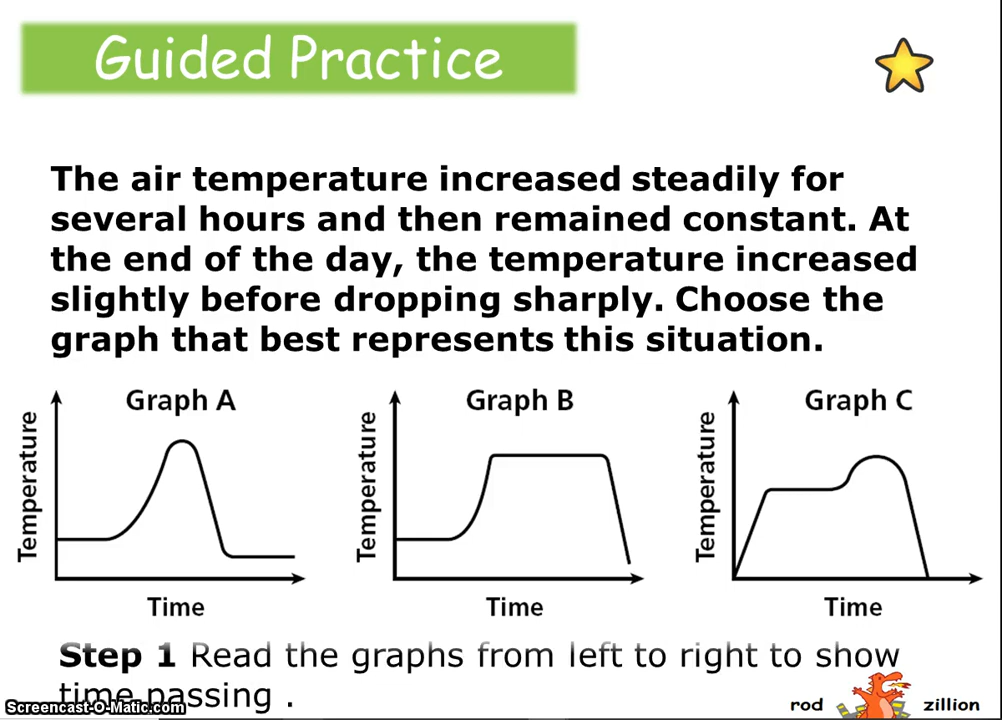 Guided Practice
The air temperature increased steadily for
several hours and then remained constant. At
the end of the day, the temperature increased
slightly before dropping sharply. Choose the
graph that best represents this situation.
Graph A
Temperature
Time
Graph B
Temperature
Time
Graph C
Temperature
Time
Step 1 Read the graphs from left to right to show
time passing .
Screencast-O-Matic.com
rod zillion